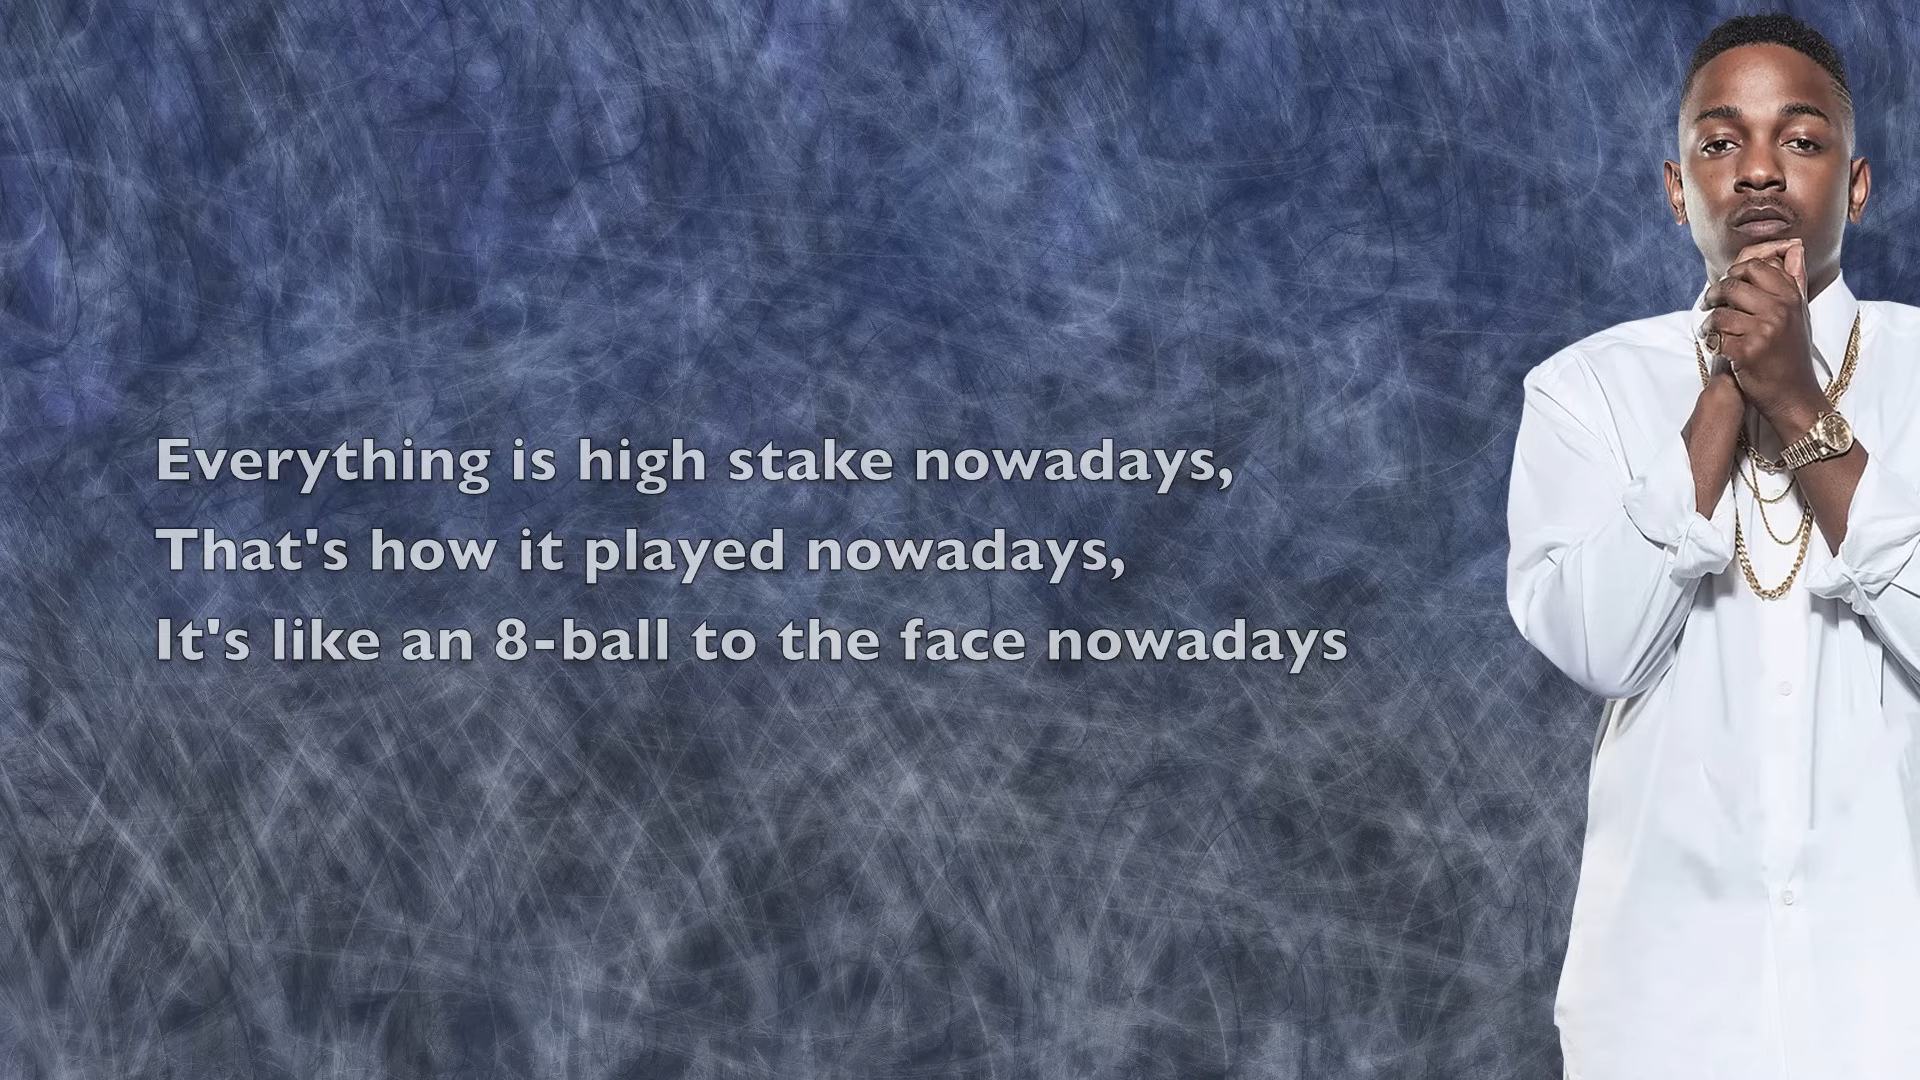 Everything is high stake nowadays,
That's how it played nowadays,
It's like an 8-ball to the face nowadays